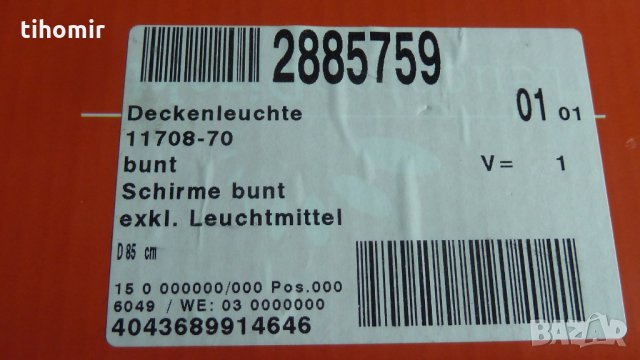 tihomir
2885759
Deckenleuchte 01 01
11708-70
bunt V= 1
Schirme bunt
exkl. Leuchtmittel
D 85 cm
15 0 000000/000 Pos.000
6049 / WE: 03 0000000
4043689914646
BAZAR